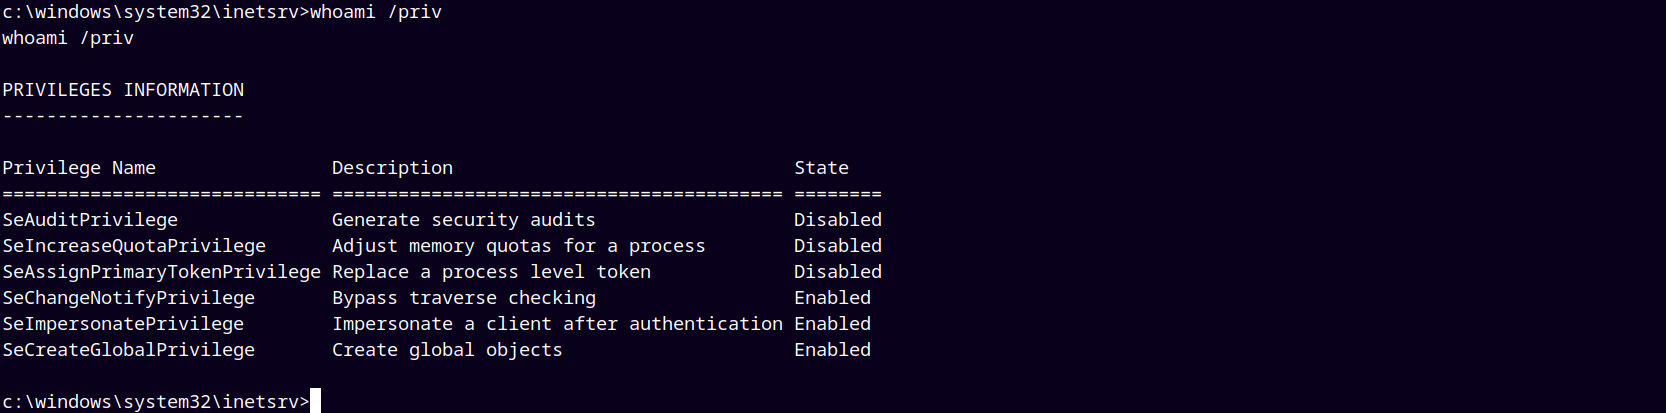 c:\windows\system32\inetsrv>whoami /priv
whoami /priv
PRIVILEGES INFORMATION
----------------------
Privilege Name                Description                               State
============================= ========================================= ========
SeAuditPrivilege              Generate security audits                  Disabled
SeIncreaseQuotaPrivilege      Adjust memory quotas for a process        Disabled
SeAssignPrimaryTokenPrivilege Replace a process level token             Disabled
SeChangeNotifyPrivilege       Bypass traverse checking                  Enabled
SeImpersonatePrivilege        Impersonate a client after authentication Enabled
SeCreateGlobalPrivilege       Create global objects                     Enabled
c:\windows\system32\inetsrv>